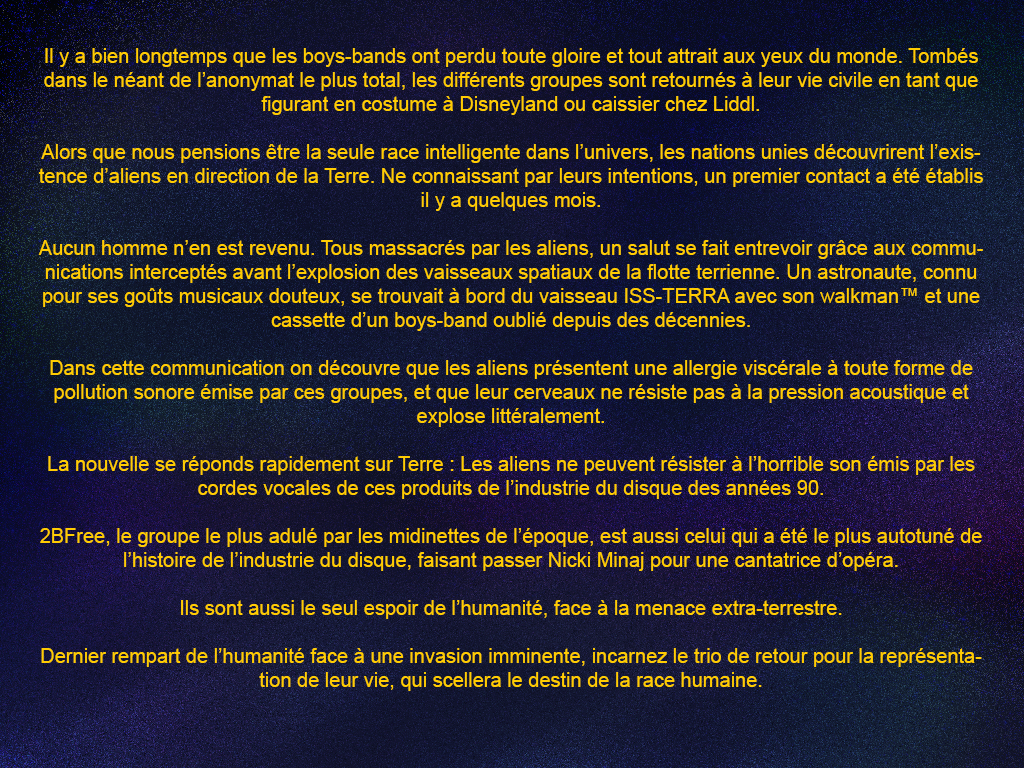 Il y a bien longtemps que les boys-bands ont perdu toute gloire et tout attrait aux yeux du monde. Tombés
dans le néant de l’anonymat le plus total, les différents groupes sont retournés à leur vie civile en tant que
figurant en costume à Disneyland ou caissier chez Liddl.
Alors que nous pensions être la seule race intelligente dans l’univers, les nations unies découvrirent l’exis-
tence d’aliens en direction de la Terre. Ne connaissant par leurs intentions, un premier contact a été établis
il y a quelques mois.
Aucun homme n’en est revenu. Tous massacrés par les aliens, un salut se fait entrevoir grâce aux commu-
nications interceptés avant l’explosion des vaisseaux spatiaux de la flotte terrienne. Un astronaute, connu
pour ses goûts musicaux douteux, se trouvait à bord du vaisseau ISS-TERRA avec son walkman™ et une
cassette d’un boys-band oublié depuis des décennies.
Dans cette communication on découvre que les aliens présentent une allergie viscérale à toute forme de
pollution sonore émise par ces groupes, et que leur cerveaux ne résiste pas à la pression acoustique et
explose littéralement.
La nouvelle se réponds rapidement sur Terre : Les aliens ne peuvent résister à l’horrible son émis par les
cordes vocales de ces produits de l’industrie du disque des années 90.
2BFree, le groupe le plus adulé par les midinettes de l’époque, est aussi celui qui a été le plus autotuné de
l’histoire de l’industrie du disque, faisant passer Nicki Minaj pour une cantatrice d’opéra.
Ils sont aussi le seul espoir de l’humanité, face à la menace extra-terrestre.
Dernier rempart de l’humanité face à une invasion imminente, incarnez le trio de retour pour la représenta-
tion de leur vie, qui scellera le destin de la race humaine.